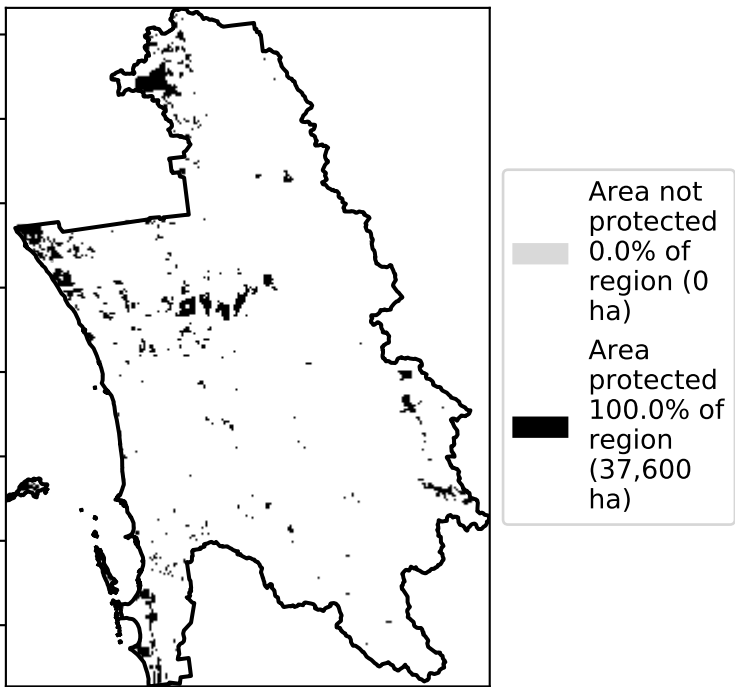 Area not
protected
0.0% of
region (0
ha)
Area
protected
100.0% of
region
(37,600
ha)